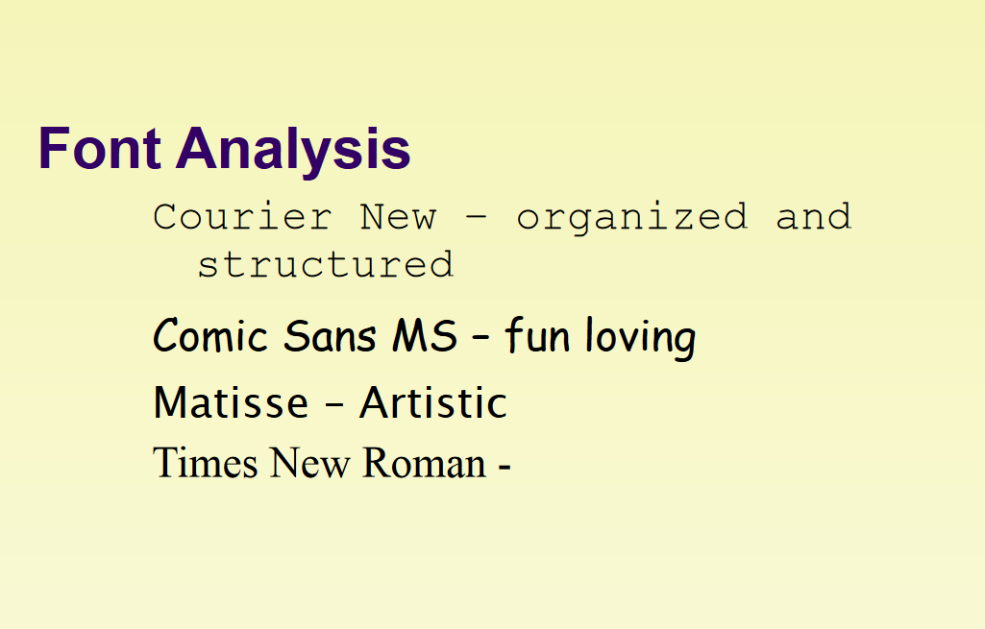 Font Analysis
Courier New – organized and
structured
Comic Sans MS – fun loving
Matisse – Artistic
Times New Roman -